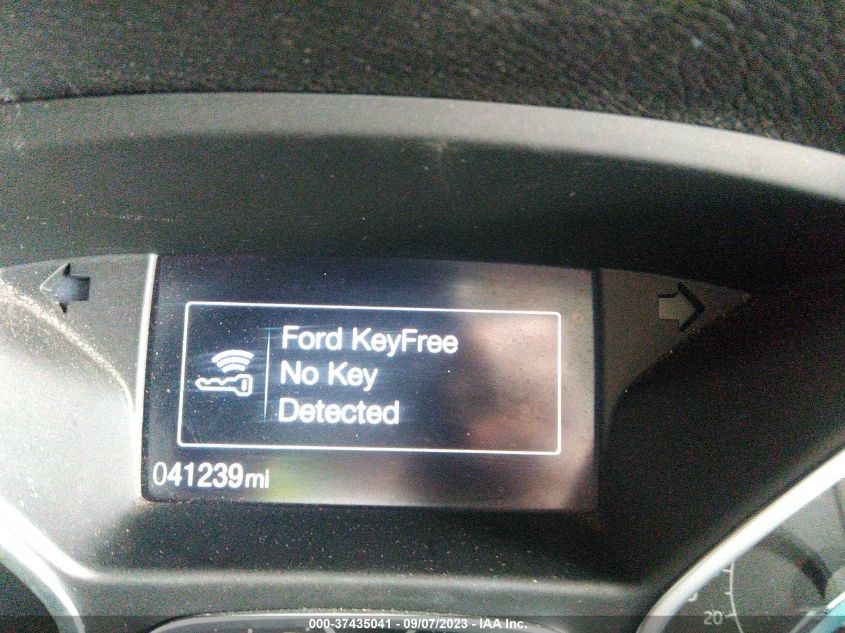 Ford KeyFree
No Key
Detected
041239mi
20
000-37435041 - 09/07/2023 - IAA Inc.